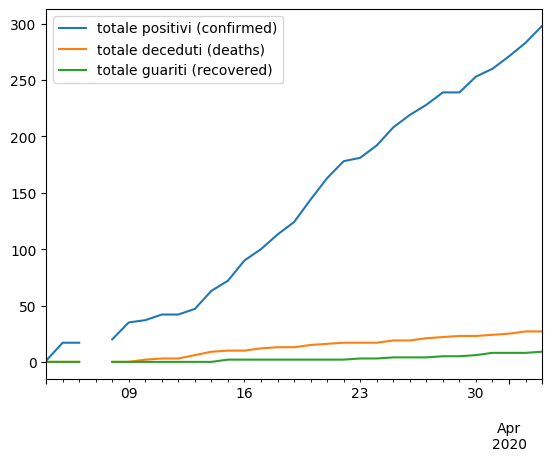 totale positivi (confirmed)
totale deceduti (deaths)
totale guariti (recovered)
300
250
200
150
100
50
0
09 16 23 30
Apr
2020